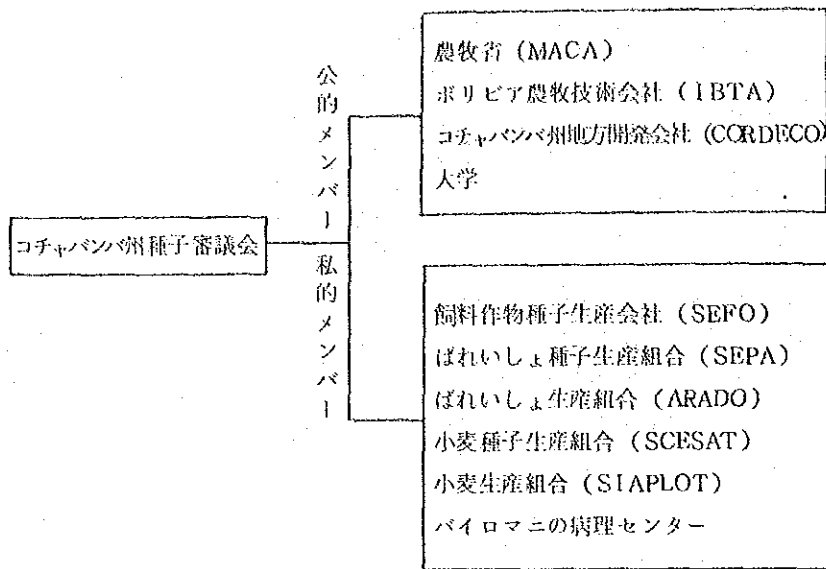 コチャバンバ州種子審議会
公的メンバー
農牧省 (MACA)
ボリビア農牧技術会社 (IBTA)
コチャバンバ州地方開発会社 (CORDECO)
大学
私的メンバー
飼料作物種子生産会社 (SEFO)
ばれいしょ種子生産組合 (SEPA)
ばれいしょ生産組合 (ARADO)
小麦種子生産組合 (SCESAT)
小麦生産組合 (SIAPLOT)
パイロマニの病理センター